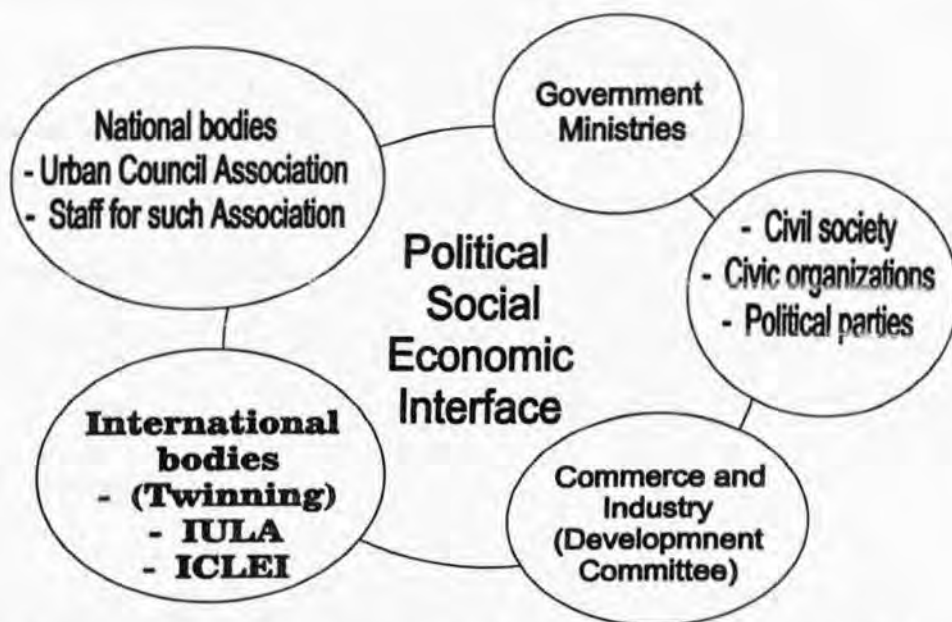 National bodies
- Urban Council Association
- Staff for such Association
Government
Ministries
- Civil society
- Civic organizations
- Political parties
Political
Social
Economic
Interface
International
bodies
- (Twinning)
- IULA
- ICLEI
Commerce and
Industry
(Developmnent
Committee)